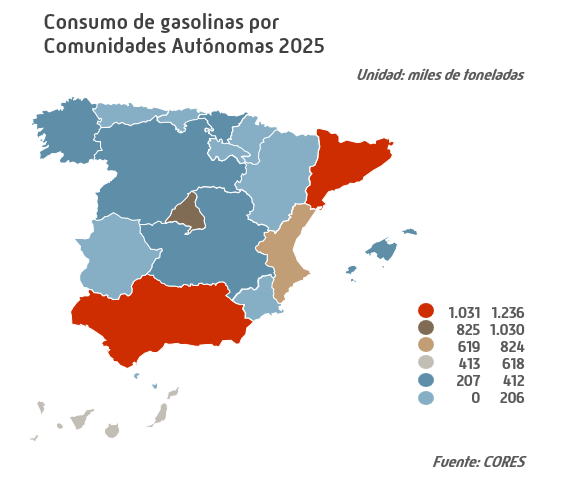 Consumo de gasolinas por
Comunidades Autónomas 2025
Unidad: miles de toneladas
1.031 1.236
825 1.030
619 824
413 618
207 412
0 206
Fuente: CORES